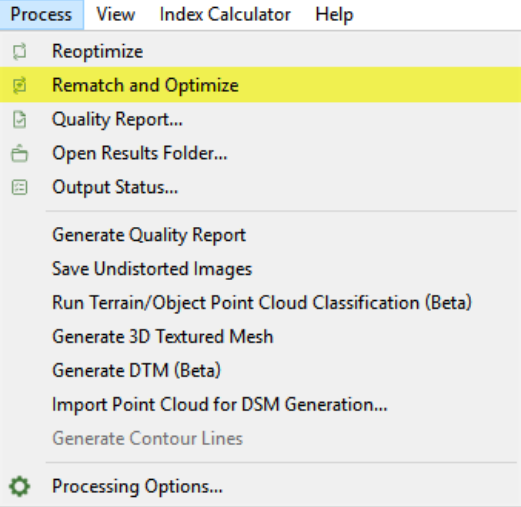 Process View Index Calculator Help
Reoptimize
Rematch and Optimize
Quality Report...
Open Results Folder...
Output Status...
Generate Quality Report
Save Undistorted Images
Run Terrain/Object Point Cloud Classification (Beta)
Generate 3D Textured Mesh
Generate DTM (Beta)
Import Point Cloud for DSM Generation...
Generate Contour Lines
Processing Options...